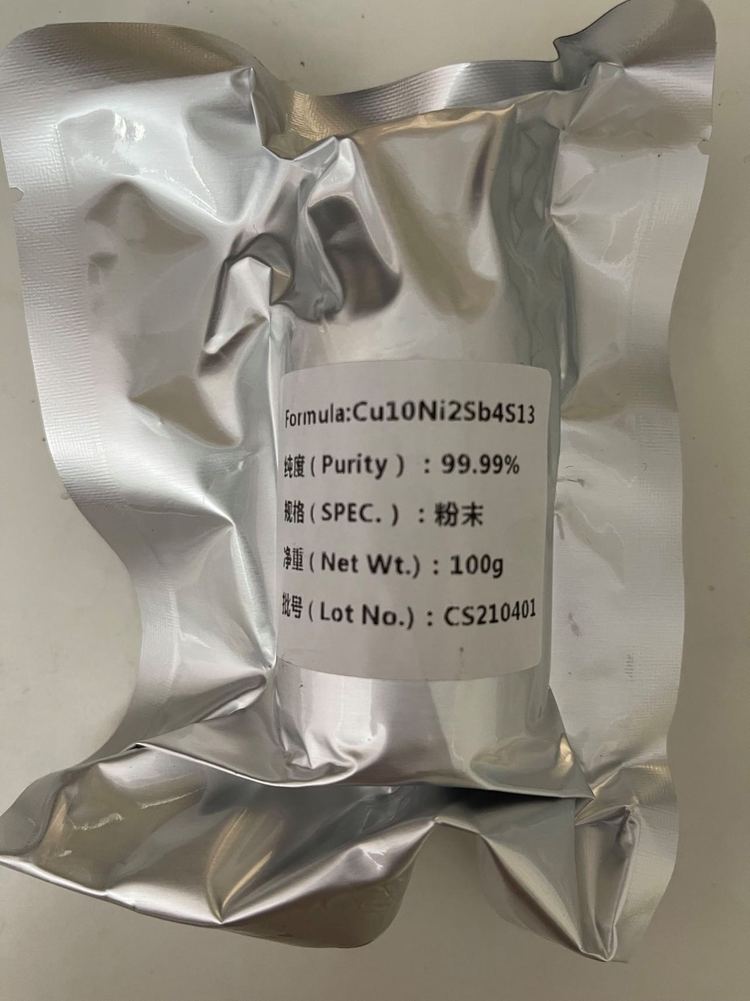 Formula:Cu10Ni2Sb4S13
纯度(Purity):99.99%
规格(SPEC.):粉末
净重(Net Wt.):100g
批号(Lot No.):CS210401